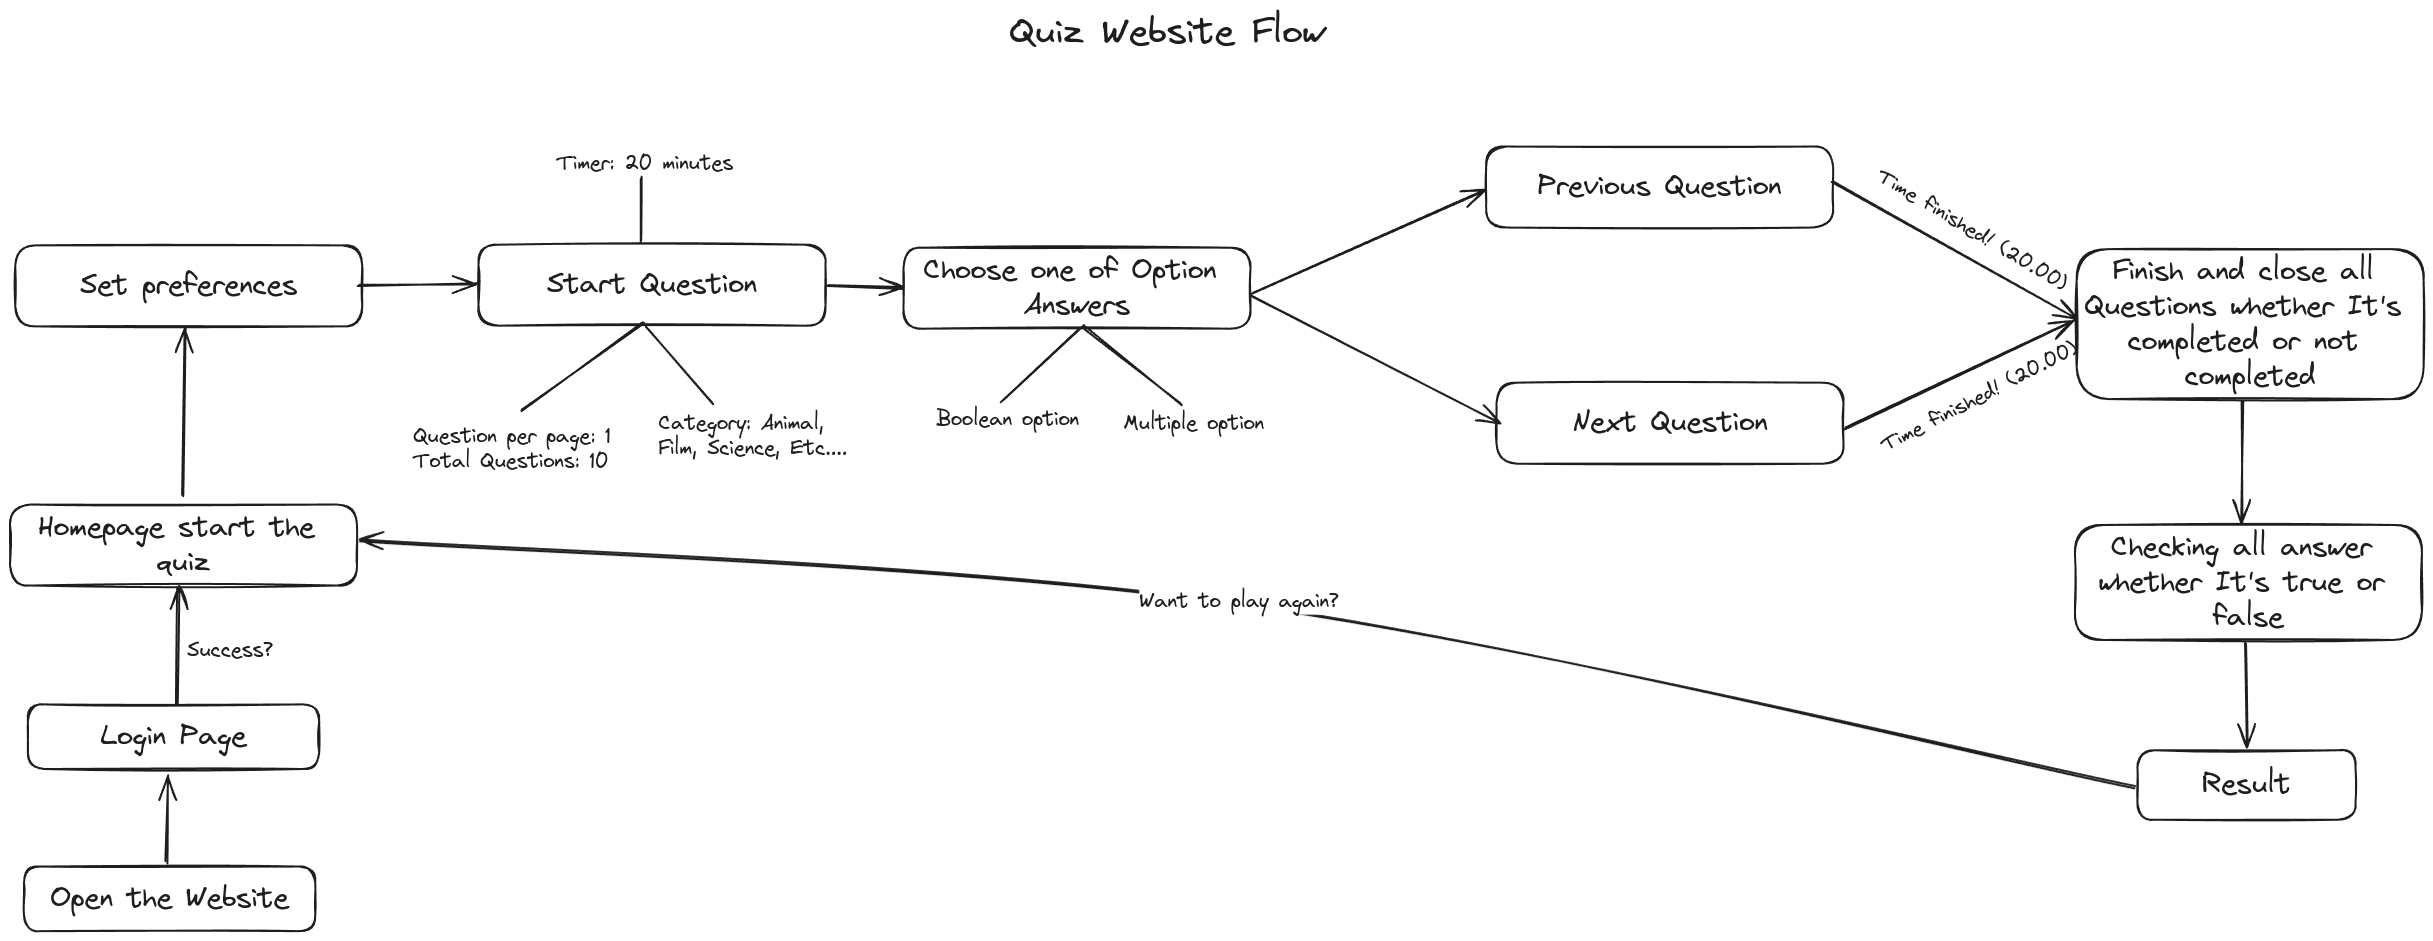 Quiz Website Flow
Timer: 20 minutes
Set preferences
Start Question
Choose one of Option
Answers
Previous Question
Next Question
Question per page: 1
Total Questions: 10
Category: Animal,
Film, Science, Etc....
Boolean option
Multiple option
Time finished! (20.00)
Time finished! (20.00)
Finish and close all
Questions whether It's
completed or not
completed
Homepage start the
quiz
Want to play again?
Checking all answer
whether It's true or
false
Success?
Login Page
Result
Open the Website